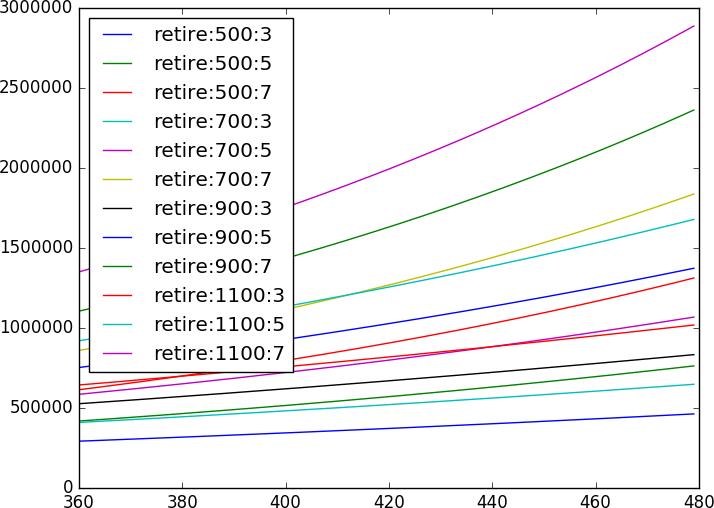 3000000
2500000
2000000
1500000
1000000
500000
0
retire:500:3
retire:500:5
retire:500:7
retire:700:3
retire:700:5
retire:700:7
retire:900:3
retire:900:5
retire:900:7
retire:1100:3
retire:1100:5
retire:1100:7
360 380 400 420 440 460 480